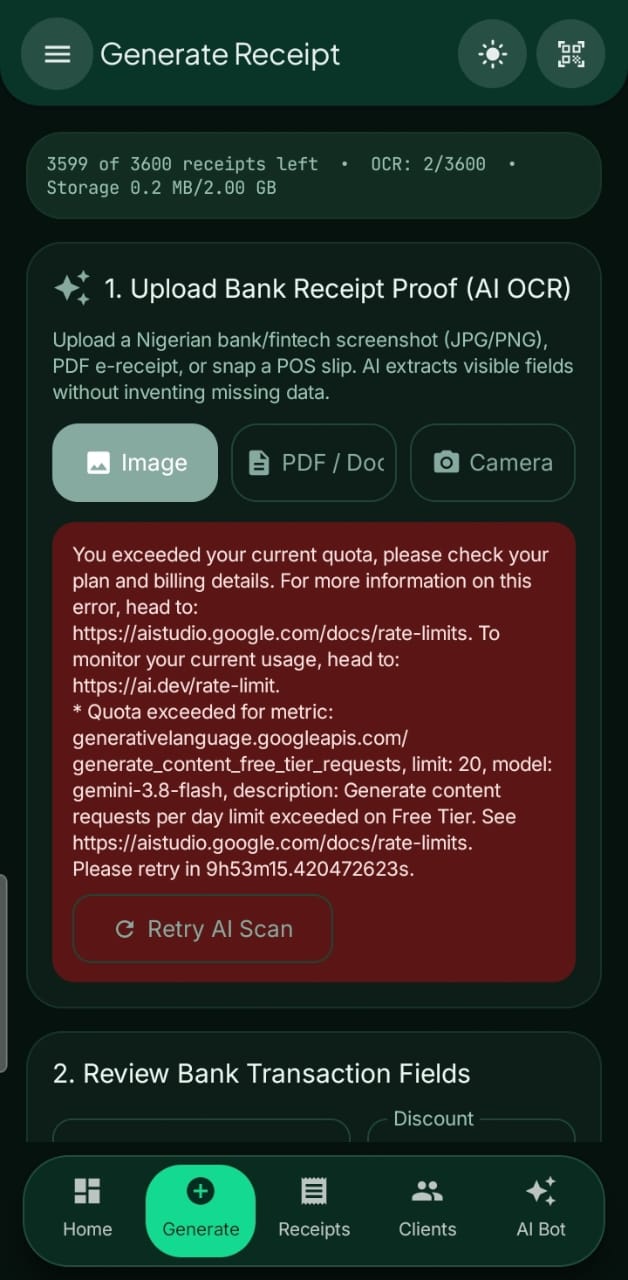 Generate Receipt
3599 of 3600 receipts left • OCR: 2/3600 •
Storage 0.2 MB/2.00 GB
1. Upload Bank Receipt Proof (AI OCR)
Upload a Nigerian bank/fintech screenshot (JPG/PNG),
PDF e-receipt, or snap a POS slip. AI extracts visible fields
without inventing missing data.
Image
PDF / Doc
Camera
You exceeded your current quota, please check your
plan and billing details. For more information on this
error, head to:
https://aistudio.google.com/docs/rate-limits. To
monitor your current usage, head to:
https://ai.dev/rate-limit.
* Quota exceeded for metric:
generativelanguage.googleapis.com/
generate_content_free_tier_requests, limit: 20, model:
gemini-3.8-flash, description: Generate content
requests per day limit exceeded on Free Tier. See
https://aistudio.google.com/docs/rate-limits.
Please retry in 9h53m15.420472623s.
Retry AI Scan
2. Review Bank Transaction Fields
Discount
Home
Generate
Receipts
Clients
AI Bot